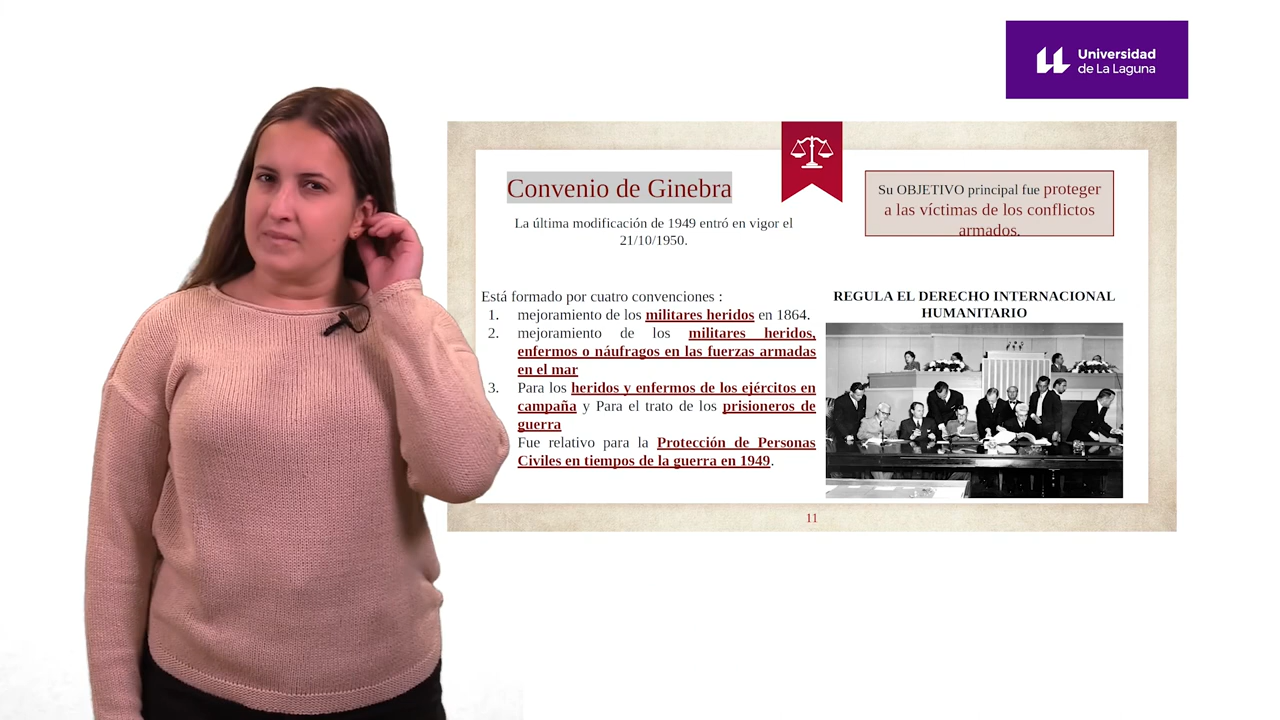 Universidad
de La Laguna
Convenio de Ginebra
La última modificación de 1949 entró en vigor el
21/10/1950.
Su OBJETIVO principal fue proteger
a las víctimas de los conflictos
armados.
Está formado por cuatro convenciones :
1. mejoramiento de los militares heridos en 1864.
2. mejoramiento de los militares heridos,
enfermos o náufragos en las fuerzas armadas
en el mar
3. Para los heridos y enfermos de los ejércitos en
campaña y Para el trato de los prisioneros de
guerra
Fue relativo para la Protección de Personas
Civiles en tiempos de la guerra en 1949.
REGULA EL DERECHO INTERNACIONAL
HUMANITARIO
11